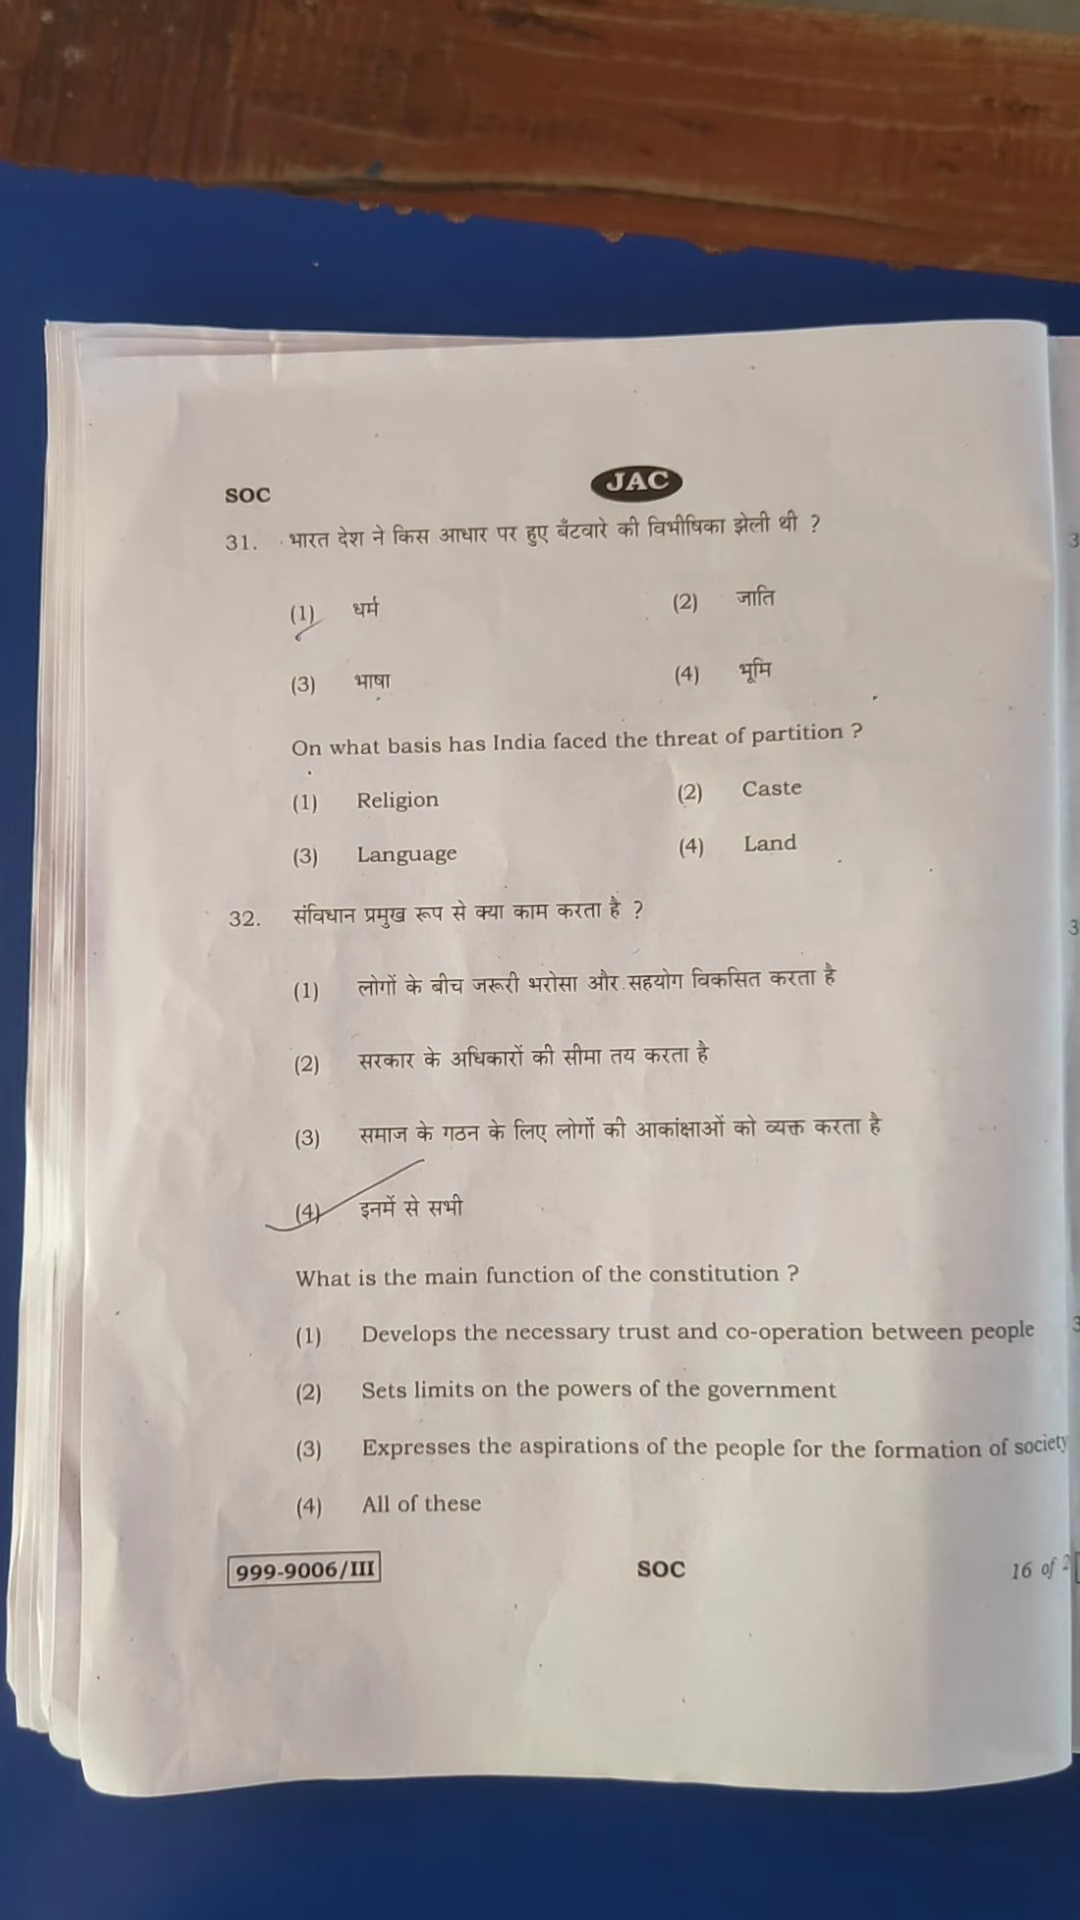 SOC JAC
31. भारत देश ने किस आधार पर हुए बँटवारे की विभीषिका झेली थी ?
(1) धर्म (2) जाति
(3) भाषा (4) भूमि
On what basis has India faced the threat of partition ?
(1) Religion (2) Caste
(3) Language (4) Land
32. संविधान प्रमुख रूप से क्या काम करता है ?
(1) लोगों के बीच जरूरी भरोसा और सहयोग विकसित करता है
(2) सरकार के अधिकारों की सीमा तय करता है
(3) समाज के गठन के लिए लोगों की आकांक्षाओं को व्यक्त करता है
(4) इनमें से सभी
What is the main function of the constitution ?
(1) Develops the necessary trust and co-operation between people
(2) Sets limits on the powers of the government
(3) Expresses the aspirations of the people for the formation of society
(4) All of these
999-9006/III SOC 16 of